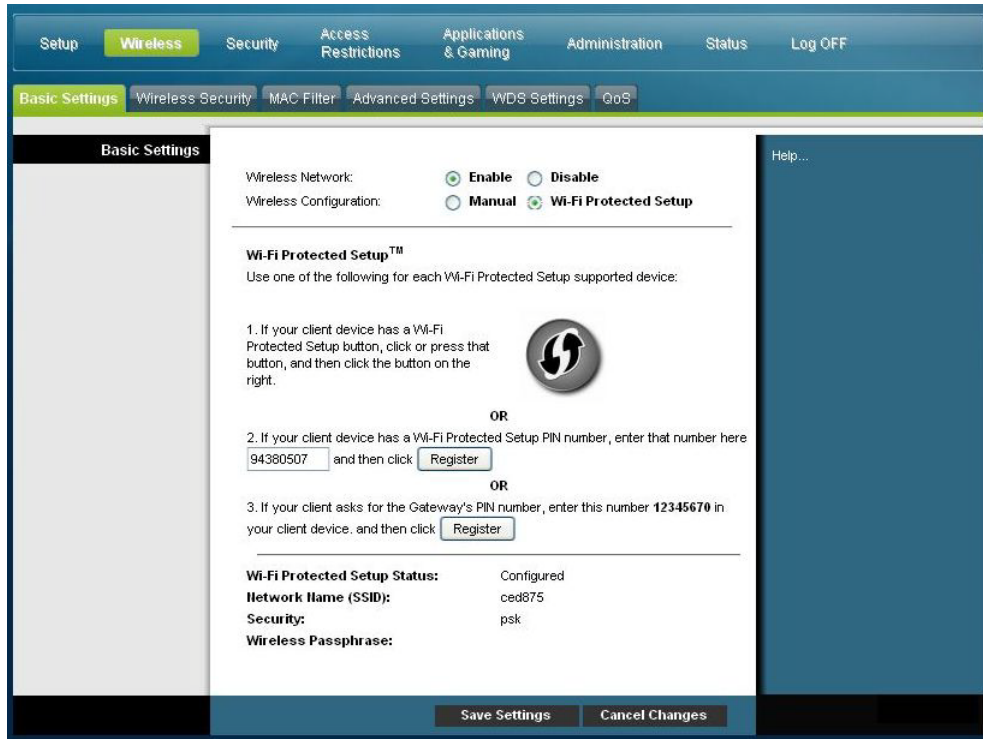 Setup Wireless Security Access Restrictions Applications & Gaming Administration Status Log OFF
Basic Settings Wireless Security MAC Filter Advanced Settings WDS Settings QoS
Basic Settings
Help...
Wireless Network: Enable Disable
Wireless Configuration: Manual Wi-Fi Protected Setup
Wi-Fi Protected Setup™
Use one of the following for each Wi-Fi Protected Setup supported device:
1. If your client device has a Wi-Fi
Protected Setup button, click or press that
button, and then click the button on the
right.
OR
2. If your client device has a Wi-Fi Protected Setup PIN number, enter that number here
94380507 and then click Register
OR
3. If your client asks for the Gateway's PIN number, enter this number 12345670 in
your client device. and then click Register
Wi-Fi Protected Setup Status: Configured
Network Name (SSID): ced875
Security: psk
Wireless Passphrase:
Save Settings Cancel Changes